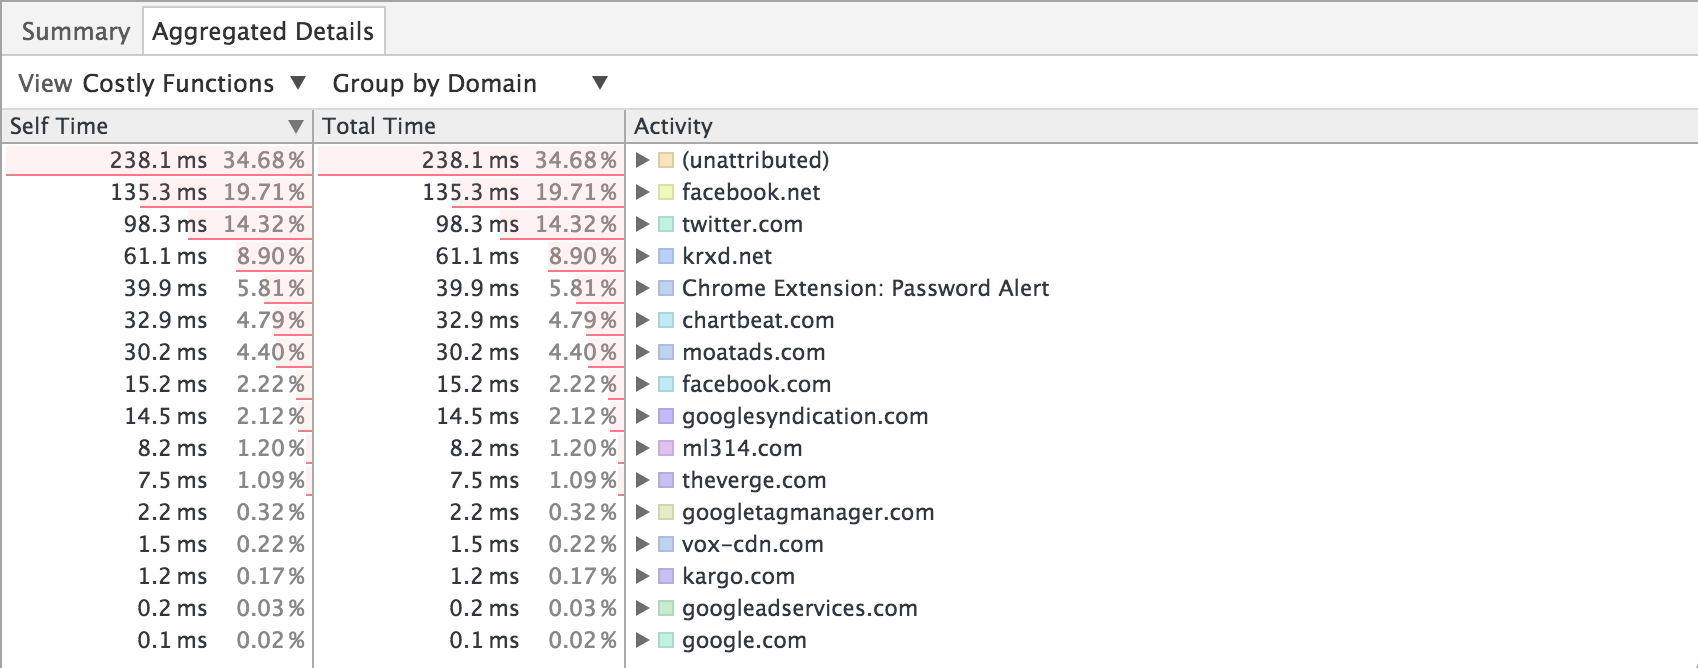 Summary Aggregated Details
View Costly Functions ▼ Group by Domain ▼
Self Time ▼ Total Time Activity
238.1 ms 34.68% 238.1 ms 34.68% ▶ (unattributed)
135.3 ms 19.71% 135.3 ms 19.71% ▶ facebook.net
98.3 ms 14.32% 98.3 ms 14.32% ▶ twitter.com
61.1 ms 8.90% 61.1 ms 8.90% ▶ krxd.net
39.9 ms 5.81% 39.9 ms 5.81% ▶ Chrome Extension: Password Alert
32.9 ms 4.79% 32.9 ms 4.79% ▶ chartbeat.com
30.2 ms 4.40% 30.2 ms 4.40% ▶ moatads.com
15.2 ms 2.22% 15.2 ms 2.22% ▶ facebook.com
14.5 ms 2.12% 14.5 ms 2.12% ▶ googlesyndication.com
8.2 ms 1.20% 8.2 ms 1.20% ▶ ml314.com
7.5 ms 1.09% 7.5 ms 1.09% ▶ theverge.com
2.2 ms 0.32% 2.2 ms 0.32% ▶ googletagmanager.com
1.5 ms 0.22% 1.5 ms 0.22% ▶ vox-cdn.com
1.2 ms 0.17% 1.2 ms 0.17% ▶ kargo.com
0.2 ms 0.03% 0.2 ms 0.03% ▶ googleadservices.com
0.1 ms 0.02% 0.1 ms 0.02% ▶ google.com